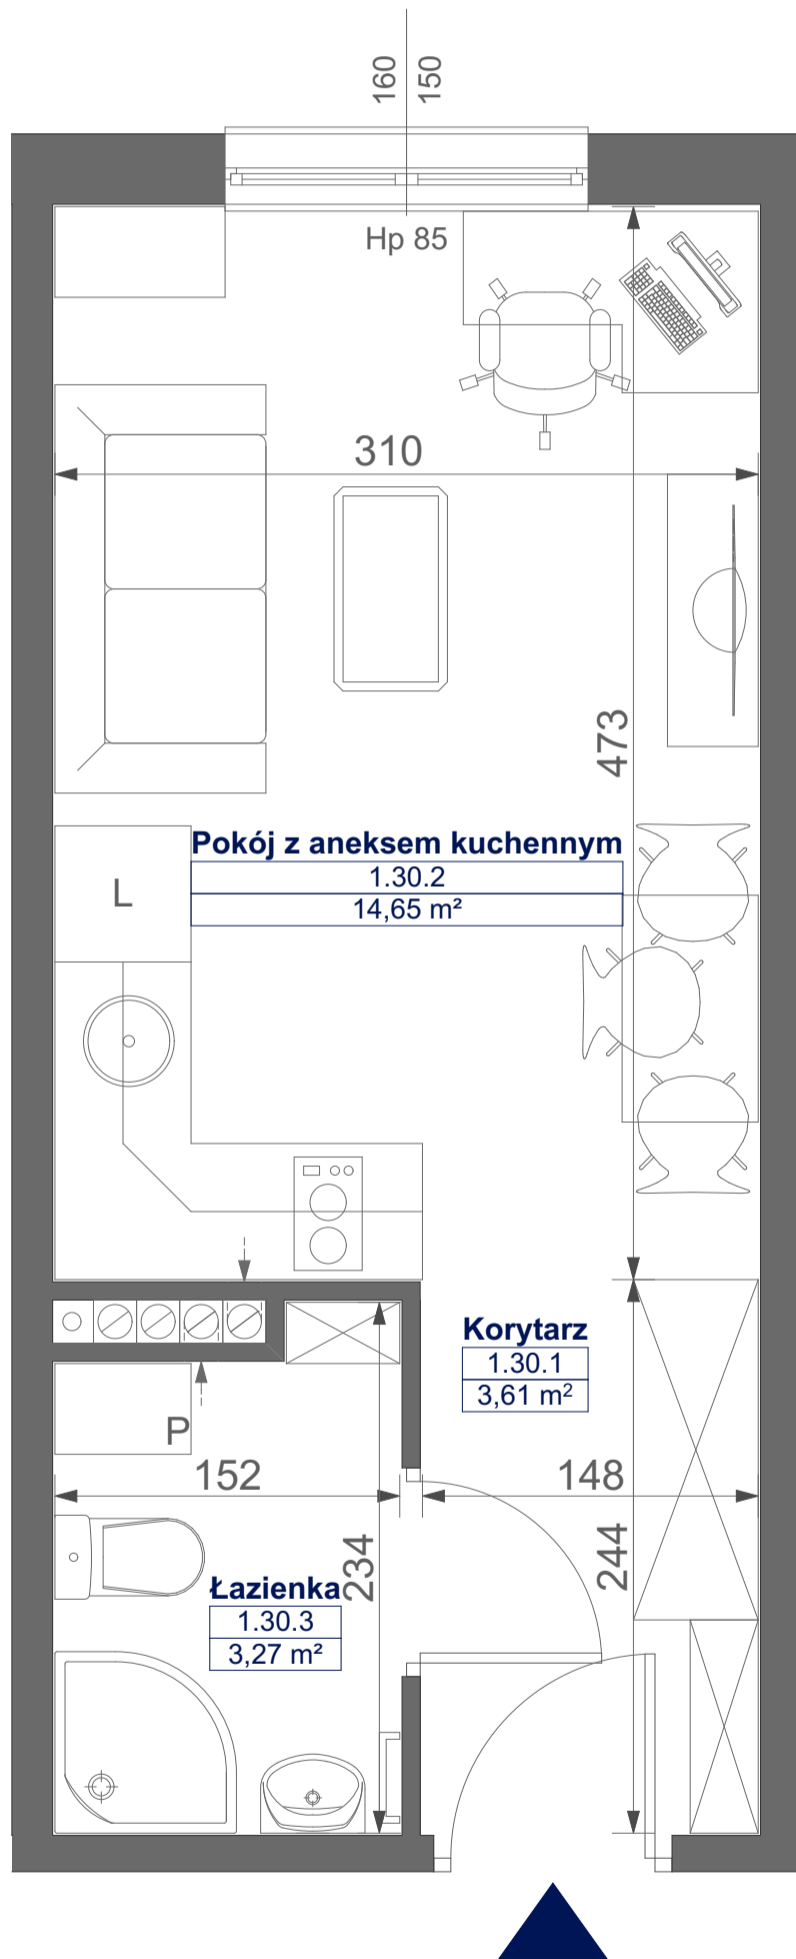 160
150
Hp 85
310
473
Pokój z aneksem kuchennym
1.30.2
14,65 m²
L
Korytarz
1.30.1
3,61 m²
P
152
148
234
244
Łazienka
1.30.3
3,27 m²